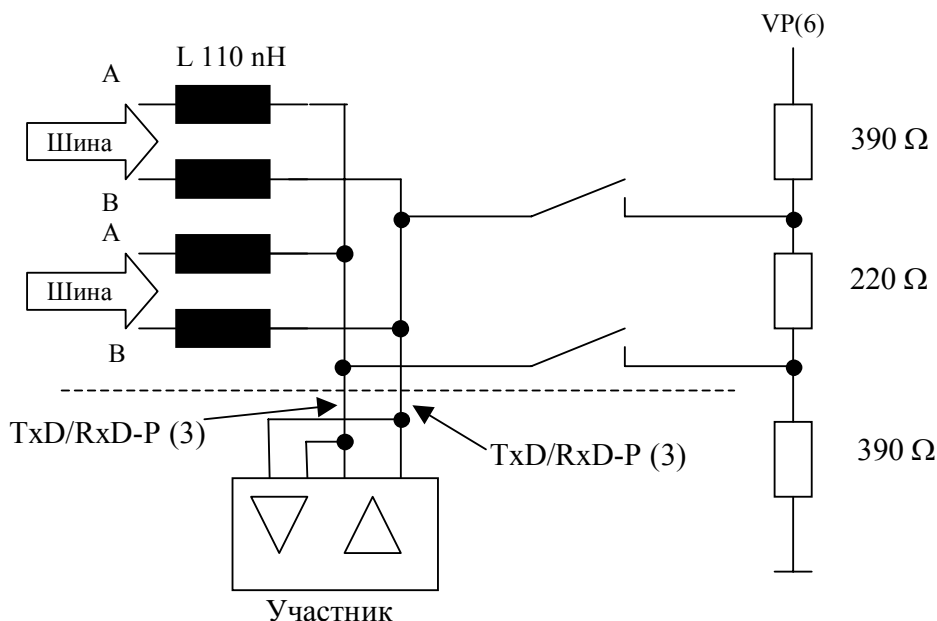 VP(6)
L 110 nH
A
Шина
B
A
Шина
B
390 Ω
220 Ω
390 Ω
TxD/RxD-P (3)
TxD/RxD-P (3)
Участник